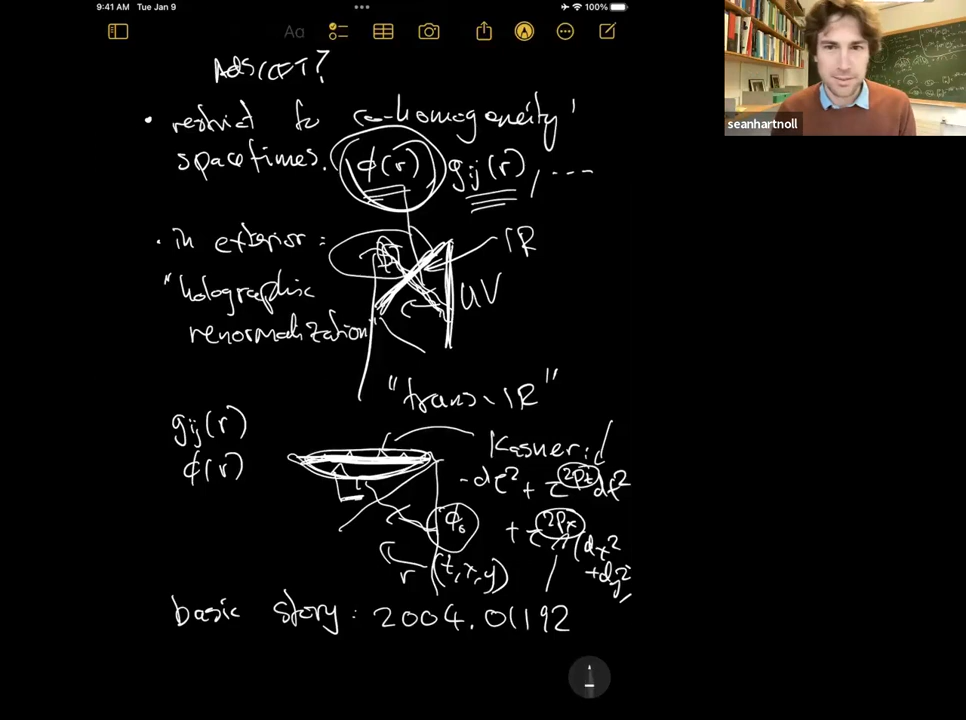 9:41 AM Tue Jan 9
100%
Aa
seanhartnoll
AdS/CFT?
• restrict to co-homogeneity 1
spacetimes. φ(r) gij(r), ...
• in exterior: IR
"holographic UV
renormalization"
"trans-IR"
gij(r) Kasner:
φ(r) -dτ² + τ^2pt dt²
φ₀ + τ^2px (dx²
r (t,x,y) +dy²)
basic story: 2004.01192